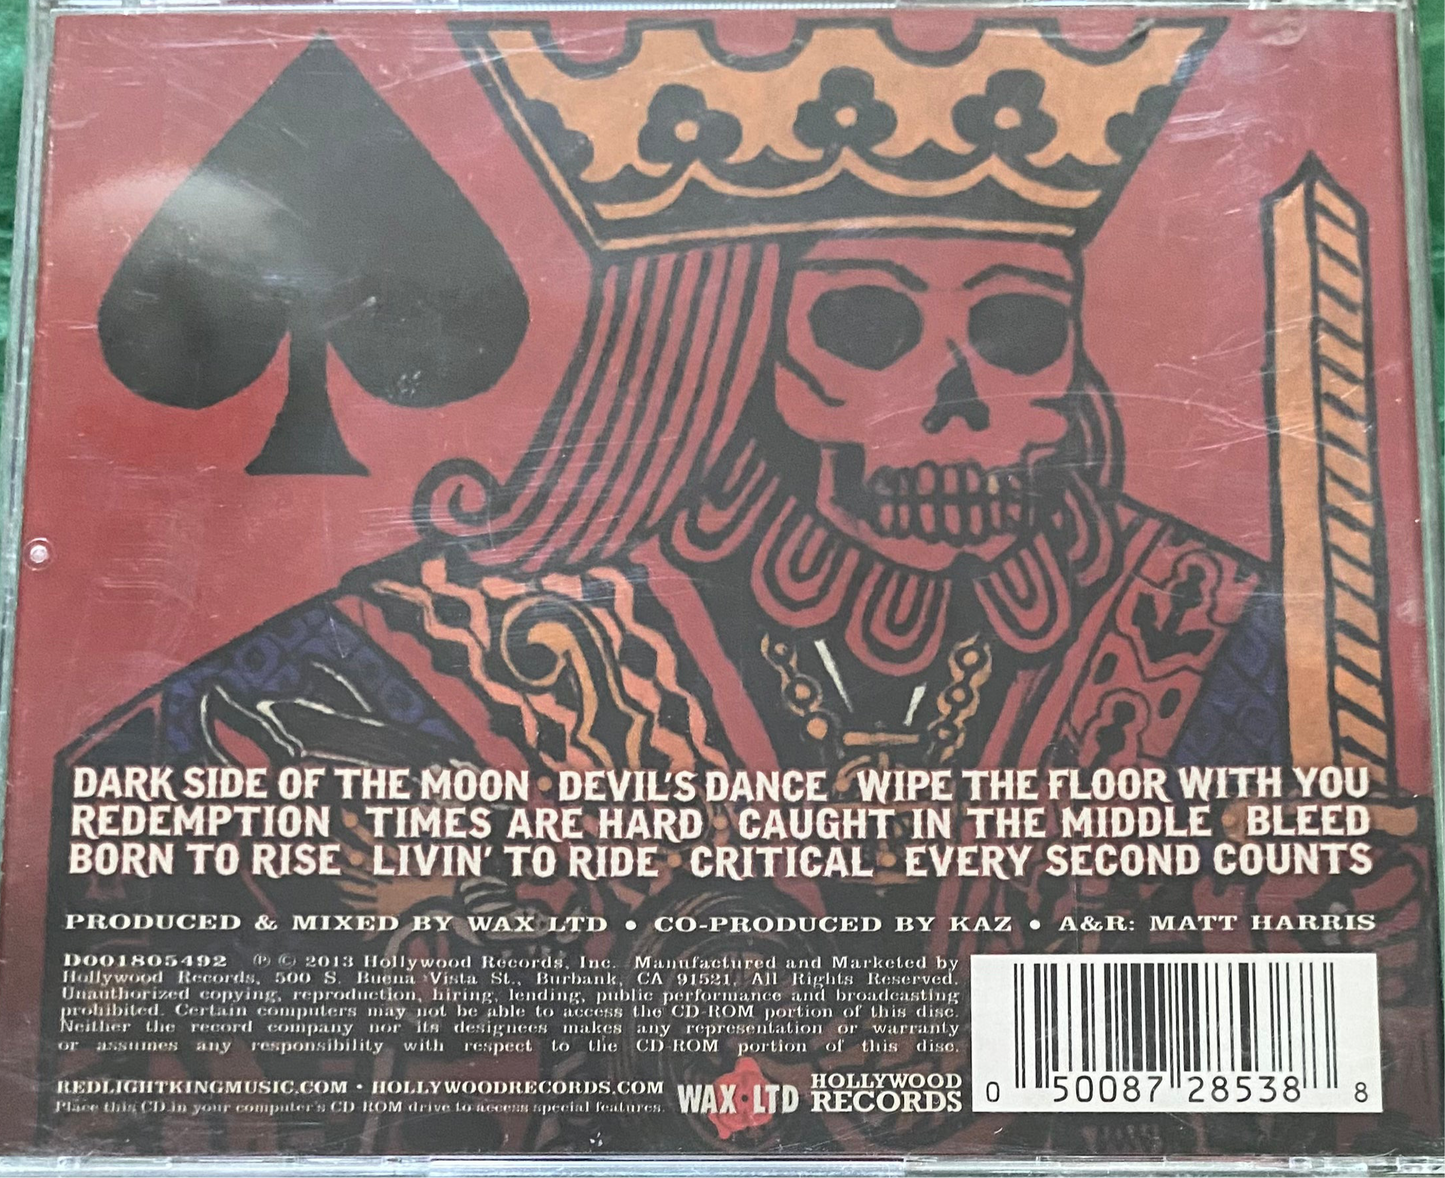 DARK SIDE OF THE MOON • DEVIL'S DANCE • WIPE THE FLOOR WITH YOU
REDEMPTION • TIMES ARE HARD • CAUGHT IN THE MIDDLE • BLEED
BORN TO RISE • LIVIN' TO RIDE • CRITICAL • EVERY SECOND COUNTS
PRODUCED & MIXED BY WAX LTD • CO-PRODUCED BY KAZ • A&R: MATT HARRIS
D001805492 ℗ © 2013 Hollywood Records, Inc. Manufactured and Marketed by
Hollywood Records, 500 S. Buena Vista St., Burbank, CA 91521. All Rights Reserved.
Unauthorized copying, reproduction, hiring, lending, public performance and broadcasting
prohibited. Certain computers may not be able to access the CD-ROM portion of this disc.
Neither the record company nor its designees makes any representation or warranty
or assumes any responsibility with respect to the CD-ROM portion of this disc.
REDLIGHTKINGMUSIC.COM • HOLLYWOODRECORDS.COM
Place this CD in your computer's CD ROM drive to access special features.
WAX • LTD
HOLLYWOOD
RECORDS
0 50087 28538 8